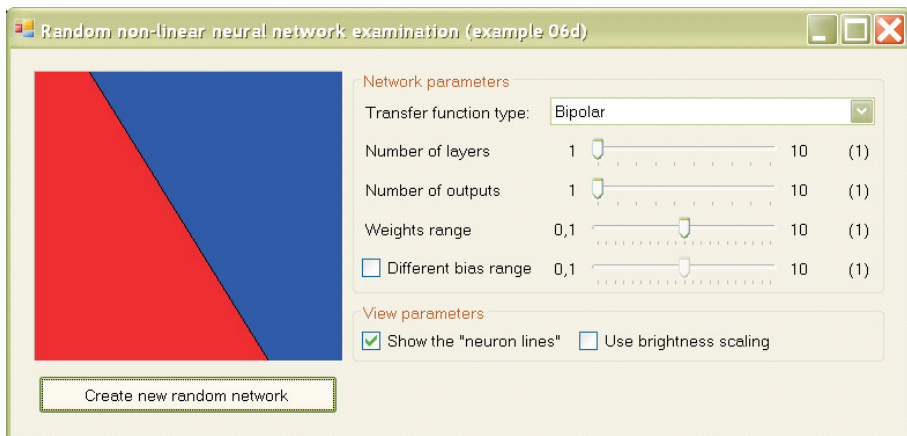 Random non-linear neural network examination (example 06d)
Network parameters
Transfer function type: Bipolar
Number of layers 1 10 (1)
Number of outputs 1 10 (1)
Weights range 0,1 10 (1)
Different bias range 0,1 10 (1)
View parameters
Show the "neuron lines" Use brightness scaling
Create new random network